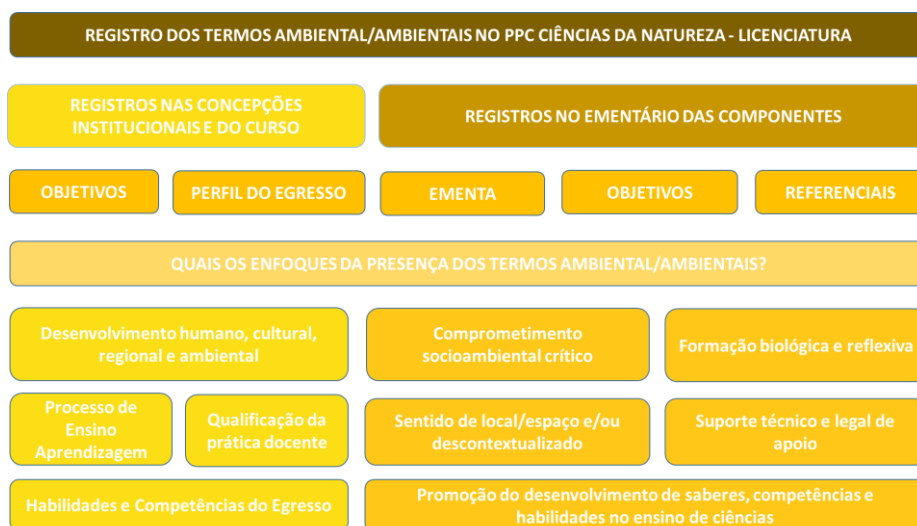 REGISTRO DOS TERMOS AMBIENTAL/AMBIENTAIS NO PPC CIÊNCIAS DA NATUREZA - LICENCIATURA
REGISTROS NAS CONCEPÇÕES
INSTITUCIONAIS E DO CURSO
REGISTROS NO EMENTÁRIO DAS COMPONENTES
OBJETIVOS
PERFIL DO EGRESSO
EMENTA
OBJETIVOS
REFERENCIAIS
QUAIS OS ENFOQUES DA PRESENÇA DOS TERMOS AMBIENTAL/AMBIENTAIS?
Desenvolvimento humano, cultural,
regional e ambiental
Comprometimento
socioambiental crítico
Formação biológica e reflexiva
Processo de
Ensino
Aprendizagem
Qualificação da
prática docente
Sentido de local/espaço e/ou
descontextualizado
Suporte técnico e legal de
apoio
Habilidades e Competências do Egresso
Promoção do desenvolvimento de saberes, competências e
habilidades no ensino de ciências